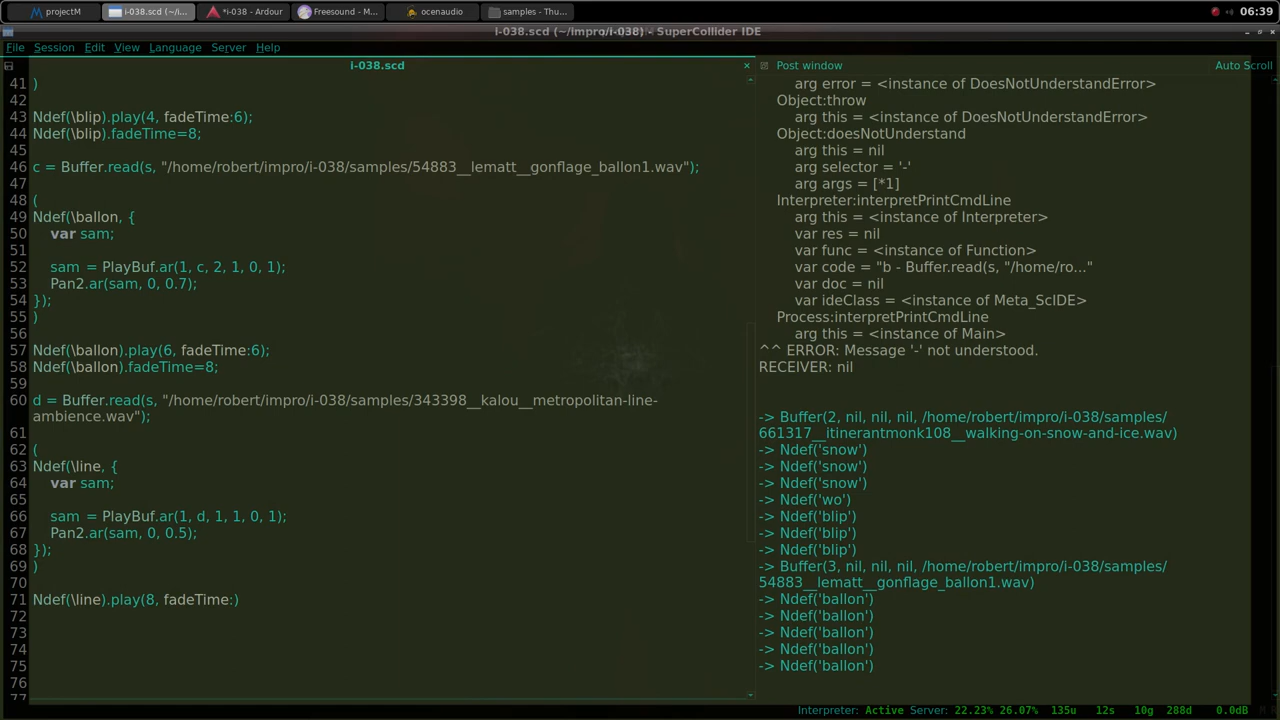 projectM
i-038.scd (~/i...
*i-038 - Ardour
Freesound - M...
ocenaudio
samples - Thu...
06:39
i-038.scd (~/impro/i-038) - SuperCollider IDE
File Session Edit View Language Server Help
i-038.scd
41 )
42
43 Ndef(\blip).play(4, fadeTime:6);
44 Ndef(\blip).fadeTime=8;
45
46 c = Buffer.read(s, "/home/robert/impro/i-038/samples/54883__lematt__gonflage_ballon1.wav");
47
48 (
49 Ndef(\ballon, {
50 var sam;
51
52 sam = PlayBuf.ar(1, c, 2, 1, 0, 1);
53 Pan2.ar(sam, 0, 0.7);
54 });
55 )
56
57 Ndef(\ballon).play(6, fadeTime:6);
58 Ndef(\ballon).fadeTime=8;
59
60 d = Buffer.read(s, "/home/robert/impro/i-038/samples/343398__kalou__metropolitan-line-
ambience.wav");
61
62 (
63 Ndef(\line, {
64 var sam;
65
66 sam = PlayBuf.ar(1, d, 1, 1, 0, 1);
67 Pan2.ar(sam, 0, 0.5);
68 });
69 )
70
71 Ndef(\line).play(8, fadeTime:)
72
73
74
75
76
77
Post window
Auto Scroll
arg error = <instance of DoesNotUnderstandError>
Object:throw
arg this = <instance of DoesNotUnderstandError>
Object:doesNotUnderstand
arg this = nil
arg selector = '-'
arg args = [*1]
Interpreter:interpretPrintCmdLine
arg this = <instance of Interpreter>
var res = nil
var func = <instance of Function>
var code = "b - Buffer.read(s, "/home/ro..."
var doc = nil
var ideClass = <instance of Meta_ScIDE>
Process:interpretPrintCmdLine
arg this = <instance of Main>
^^ ERROR: Message '-' not understood.
RECEIVER: nil
-> Buffer(2, nil, nil, nil, /home/robert/impro/i-038/samples/
661317__itinerantmonk108__walking-on-snow-and-ice.wav)
-> Ndef('snow')
-> Ndef('snow')
-> Ndef('snow')
-> Ndef('wo')
-> Ndef('blip')
-> Ndef('blip')
-> Ndef('blip')
-> Buffer(3, nil, nil, nil, /home/robert/impro/i-038/samples/
54883__lematt__gonflage_ballon1.wav)
-> Ndef('ballon')
-> Ndef('ballon')
-> Ndef('ballon')
-> Ndef('ballon')
-> Ndef('ballon')
Interpreter: Active Server: 22.23% 26.07% 135u 12s 10g 288d 0.0dB